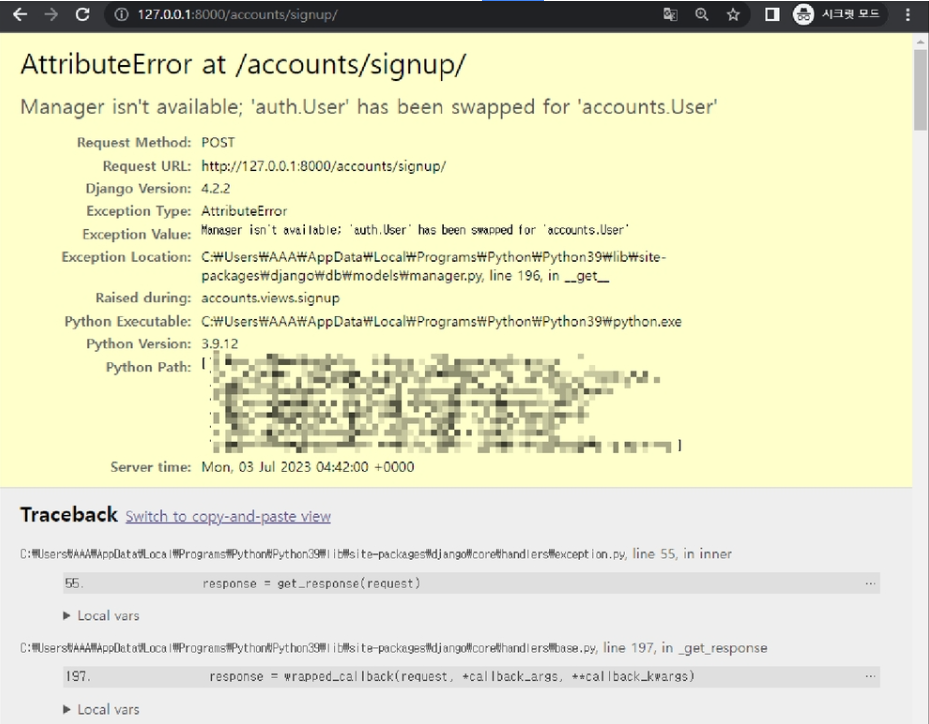 127.0.0.1:8000/accounts/signup/
시크릿 모드
AttributeError at /accounts/signup/
Manager isn't available; 'auth.User' has been swapped for 'accounts.User'
Request Method: POST
Request URL: http://127.0.0.1:8000/accounts/signup/
Django Version: 4.2.2
Exception Type: AttributeError
Exception Value: Manager isn't available; 'auth.User' has been swapped for 'accounts.User'
Exception Location: C:₩Users₩AAA₩AppData₩Local₩Programs₩Python₩Python39₩lib₩site-
packages₩django₩db₩models₩manager.py, line 196, in __get__
Raised during: accounts.views.signup
Python Executable: C:₩Users₩AAA₩AppData₩Local₩Programs₩Python₩Python39₩python.exe
Python Version: 3.9.12
Python Path: [
]
Server time: Mon, 03 Jul 2023 04:42:00 +0000
Traceback Switch to copy-and-paste view
C:₩Users₩AAA₩AppData₩Local₩Programs₩Python₩Python39₩lib₩site-packages₩django₩core₩handlers₩exception.py, line 55, in inner
55. response = get_response(request) ...
▶ Local vars
C:₩Users₩AAA₩AppData₩Local₩Programs₩Python₩Python39₩lib₩site-packages₩django₩core₩handlers₩base.py, line 197, in _get_response
197. response = wrapped_callback(request, *callback_args, **callback_kwargs) ...
▶ Local vars